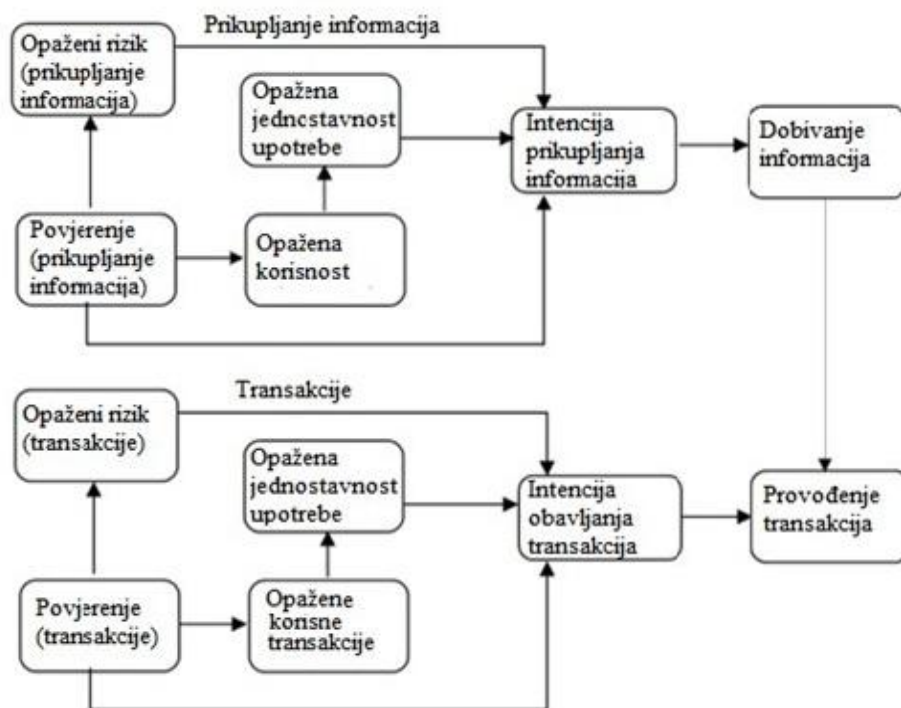 Prikupljanje informacija
Opaženi rizik
(prikupljanje
informacija)
Opažena
jednostavnost
upotrebe
Intencija
prikupljanja
informacija
Dobivanje
informacija
Povjerenje
(prikupljanje
informacija)
Opažena
korisnost
Transakcije
Opaženi rizik
(transakcije)
Opažena
jednostavnost
upotrebe
Intencija
obavljanja
transakcija
Provođenje
transakcija
Povjerenje
(transakcije)
Opažene
korisne
transakcije